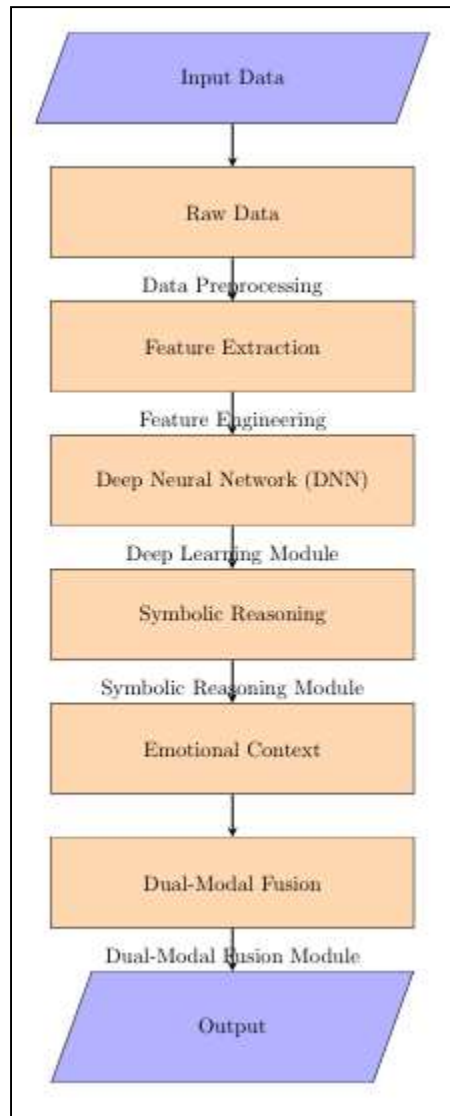 Input Data
Raw Data
Data Preprocessing
Feature Extraction
Feature Engineering
Deep Neural Network (DNN)
Deep Learning Module
Symbolic Reasoning
Symbolic Reasoning Module
Emotional Context
Dual-Modal Fusion
Dual-Modal Fusion Module
Output